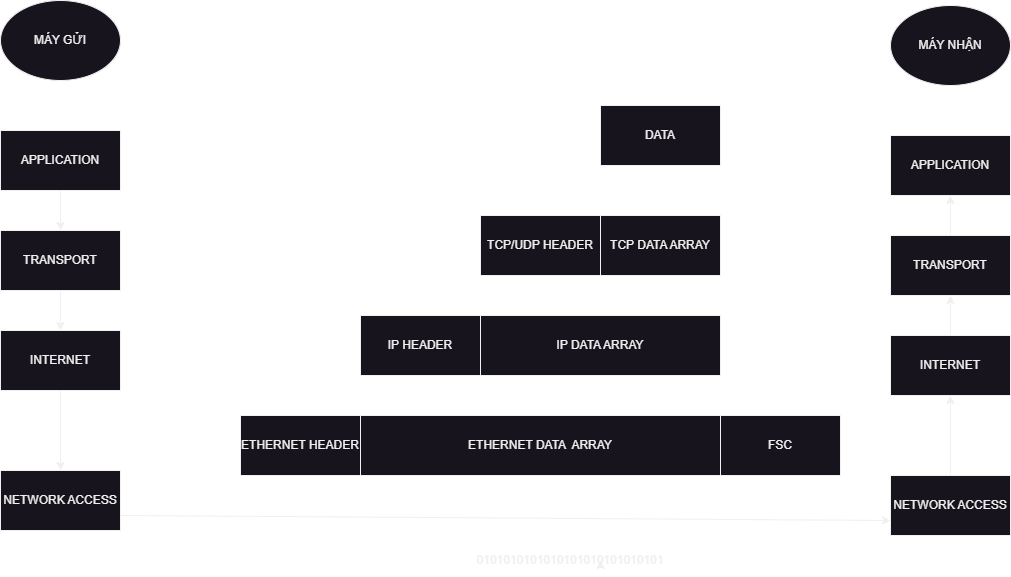 MÁY GỬI
MÁY NHẬN
DATA
APPLICATION
APPLICATION
TCP/UDP HEADER
TCP DATA ARRAY
TRANSPORT
TRANSPORT
IP HEADER
IP DATA ARRAY
INTERNET
INTERNET
ETHERNET HEADER
ETHERNET DATA ARRAY
FSC
NETWORK ACCESS
NETWORK ACCESS